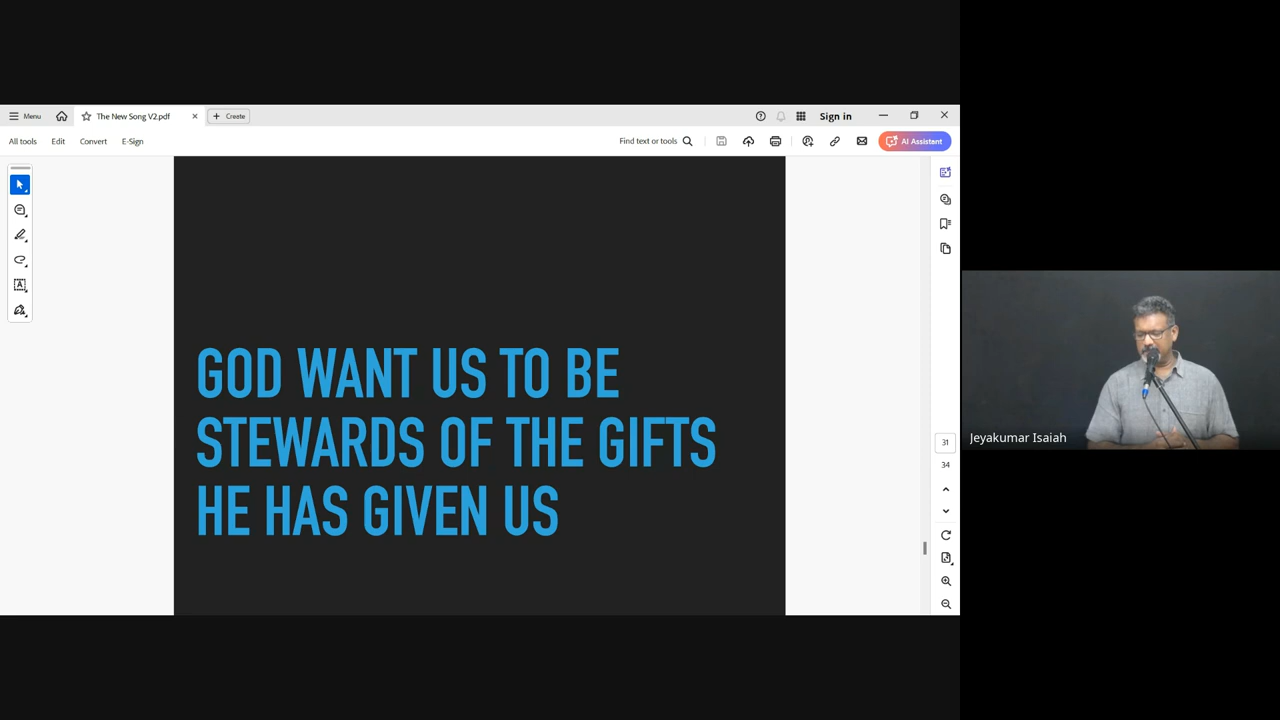 Menu
The New Song V2.pdf
Create
Sign in
All tools
Edit
Convert
E-Sign
Find text or tools
AI Assistant
GOD WANT US TO BE
STEWARDS OF THE GIFTS
HE HAS GIVEN US
31
34
Jeyakumar Isaiah